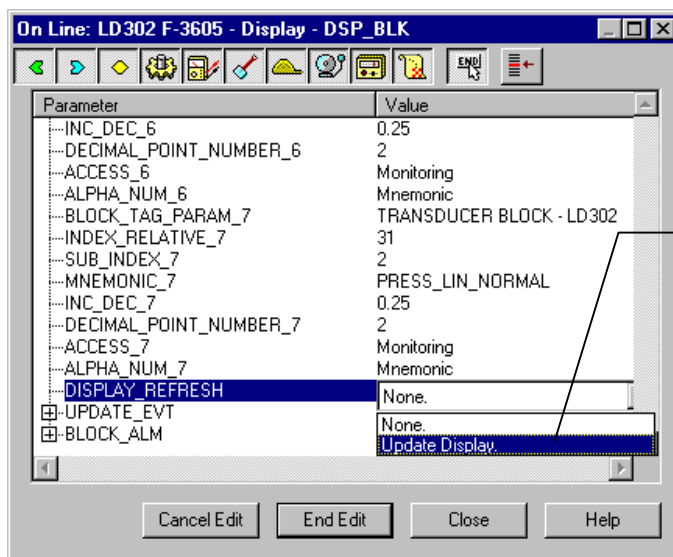 On Line: LD302 F-3605 - Display - DSP_BLK
END
Parameter Value
INC_DEC_6 0.25
DECIMAL_POINT_NUMBER_6 2
ACCESS_6 Monitoring
ALPHA_NUM_6 Mnemonic
BLOCK_TAG_PARAM_7 TRANSDUCER BLOCK - LD302
INDEX_RELATIVE_7 31
SUB_INDEX_7 2
MNEMONIC_7 PRESS_LIN_NORMAL
INC_DEC_7 0.25
DECIMAL_POINT_NUMBER_7 2
ACCESS_7 Monitoring
ALPHA_NUM_7 Mnemonic
DISPLAY_REFRESH None.
UPDATE_EVT None.
BLOCK_ALM Update Display.
Cancel Edit End Edit Close Help